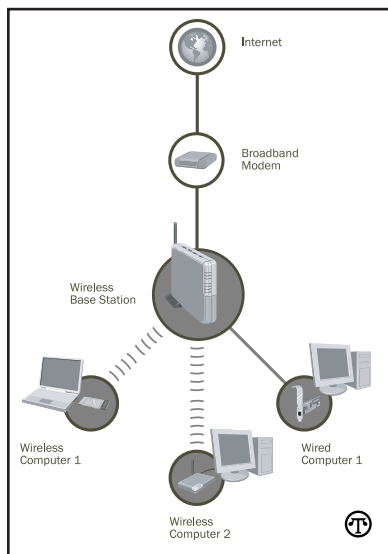 Internet
Broadband
Modem
Wireless
Base Station
Wireless
Computer 1
Wired
Computer 1
Wireless
Computer 2